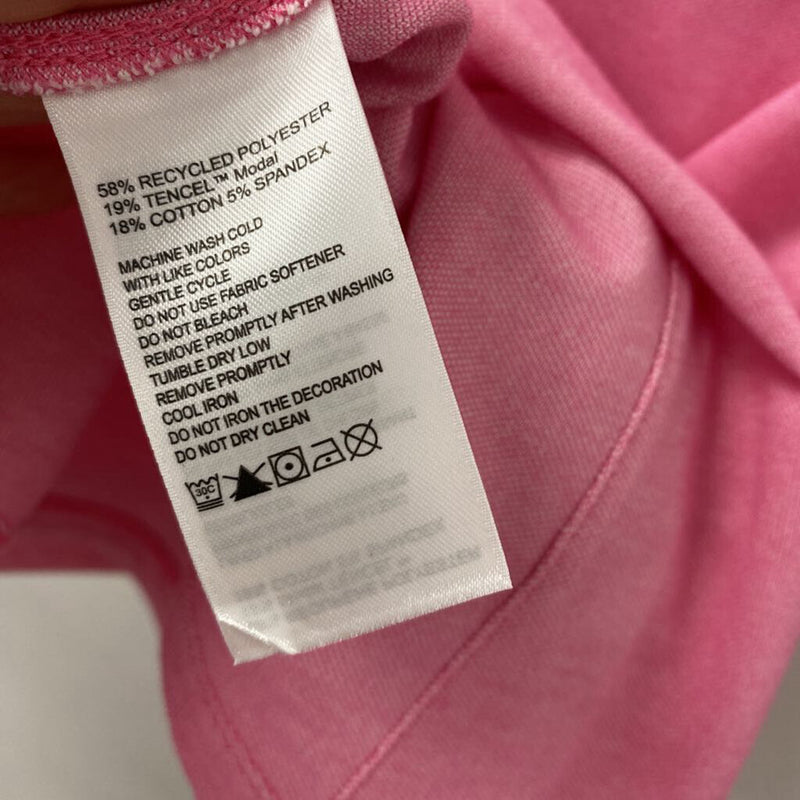 58% RECYCLED POLYESTER
19% TENCEL™ Modal
18% COTTON 5% SPANDEX
MACHINE WASH COLD
WITH LIKE COLORS
GENTLE CYCLE
DO NOT USE FABRIC SOFTENER
DO NOT BLEACH
REMOVE PROMPTLY AFTER WASHING
TUMBLE DRY LOW
REMOVE PROMPTLY
COOL IRON
DO NOT IRON THE DECORATION
DO NOT DRY CLEAN
30C